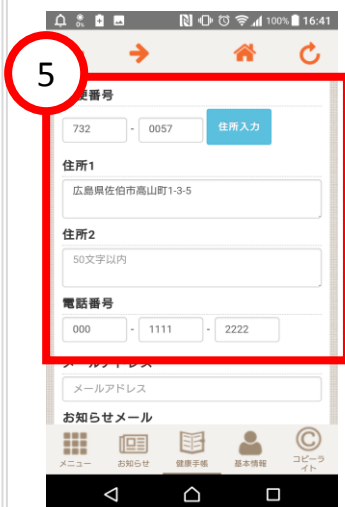 100% 16:41
5
便番号
732 - 0057 住所入力
住所1
広島県佐伯市高山町1-3-5
住所2
50文字以内
電話番号
000 - 1111 - 2222
メールアドレス
メールアドレス
お知らせメール
メニュー お知らせ 健康手帳 基本情報 コピーラ
イト